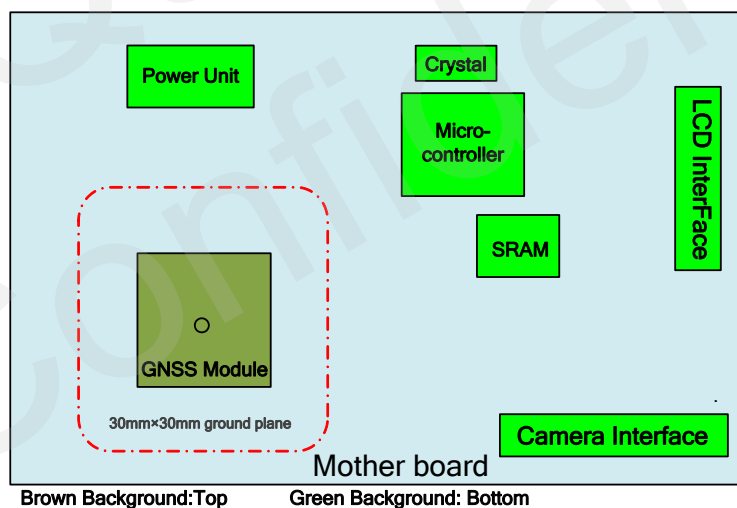 Power Unit
Crystal
Micro-
controller
LCD InterFace
SRAM
GNSS Module
30mm×30mm ground plane
Camera Interface
Mother board
Brown Background:Top
Green Background: Bottom